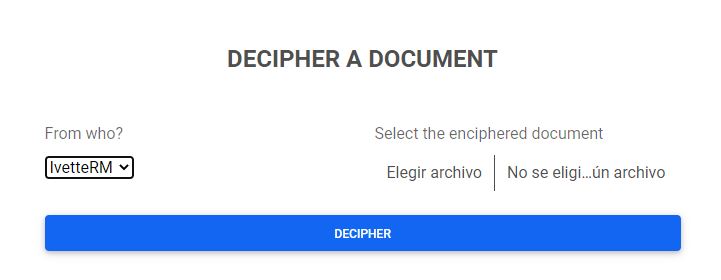 DECIPHER A DOCUMENT
From who?
Select the enciphered document
IvetteRM
Elegir archivo
No se eligi...ún archivo
DECIPHER